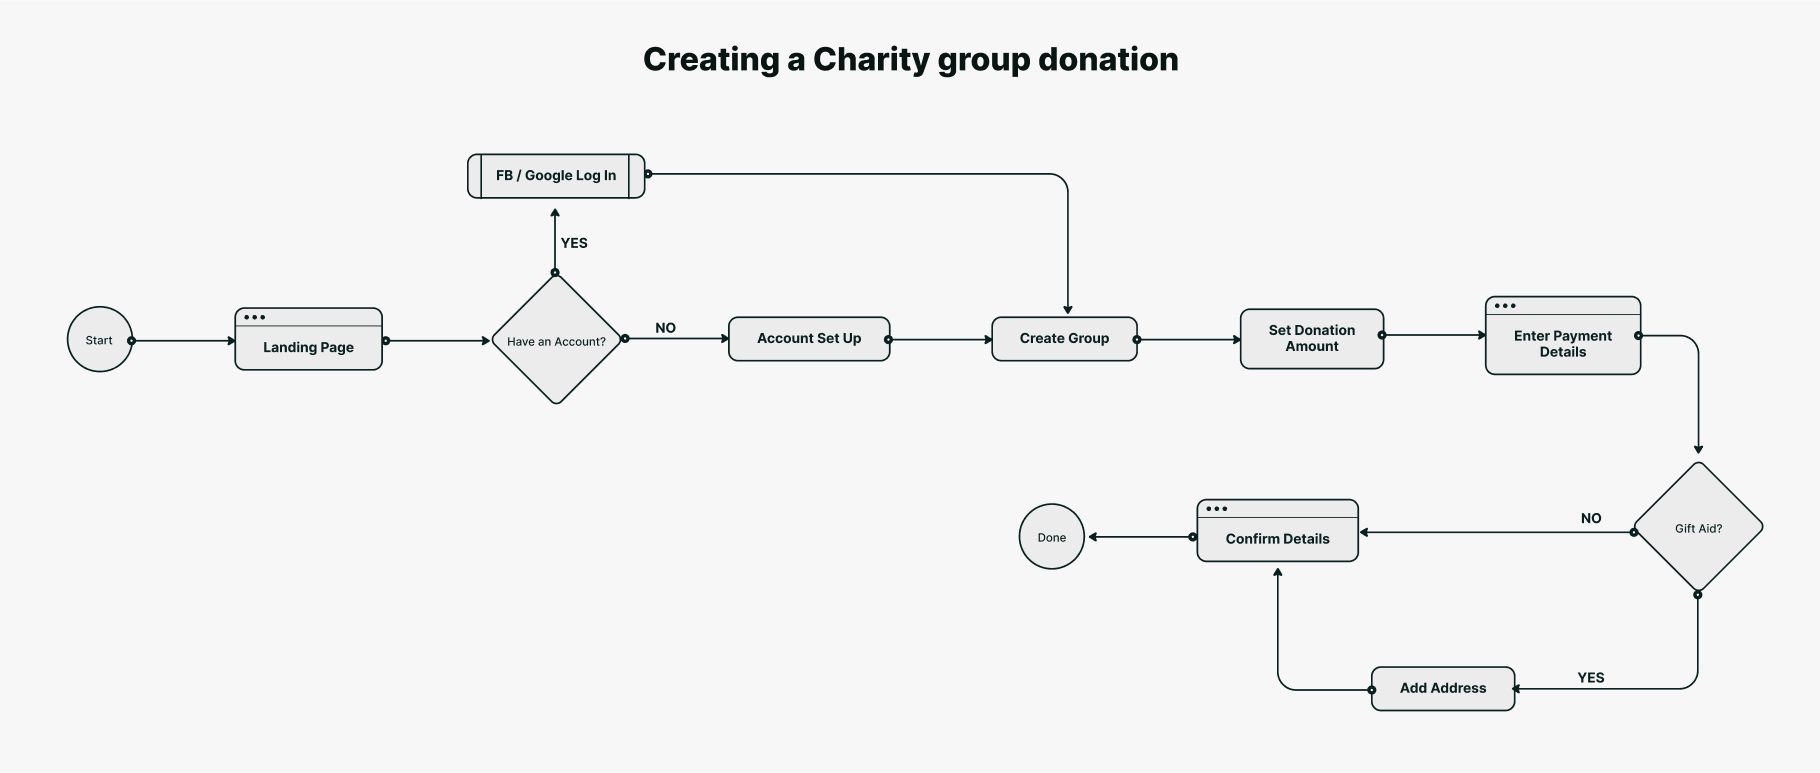 Creating a Charity group donation
FB / Google Log In
YES
Start
Landing Page
Have an Account?
NO
Account Set Up
Create Group
Set Donation
Amount
Enter Payment
Details
Gift Aid?
NO
Confirm Details
Done
YES
Add Address